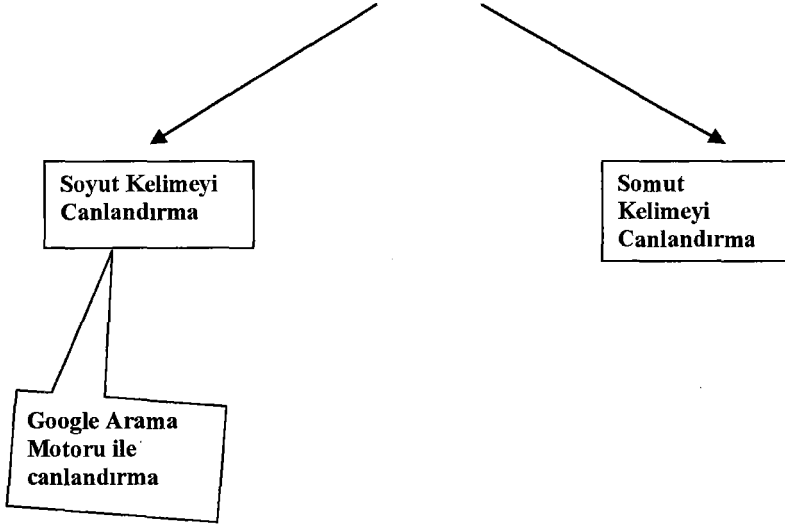 Soyut Kelimeyi
Canlandırma
Somut
Kelimeyi
Canlandırma
Google Arama
Motoru ile
canlandırma